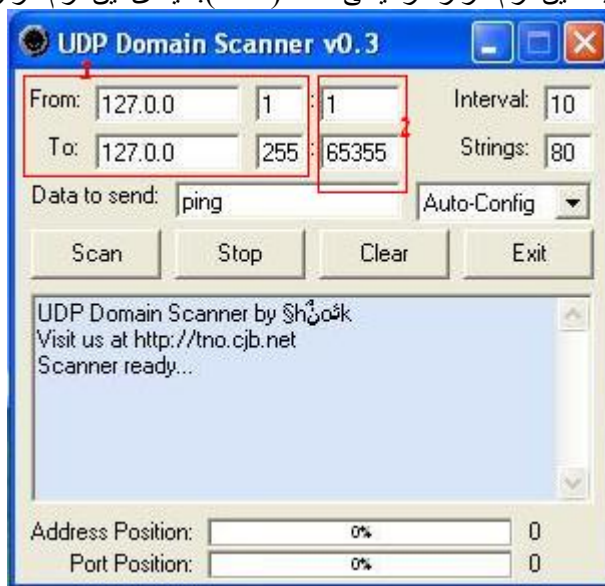 UDP Domain Scanner v0.3
1
From: 127.0.0 1 : 1 Interval: 10
2
To: 127.0.0 255 : 65355 Strings: 80
Data to send: ping Auto-Config
Scan Stop Clear Exit
UDP Domain Scanner by
Visit us at http://tno.cjb.net
Scanner ready...
Address Position: 0% 0
Port Position: 0% 0